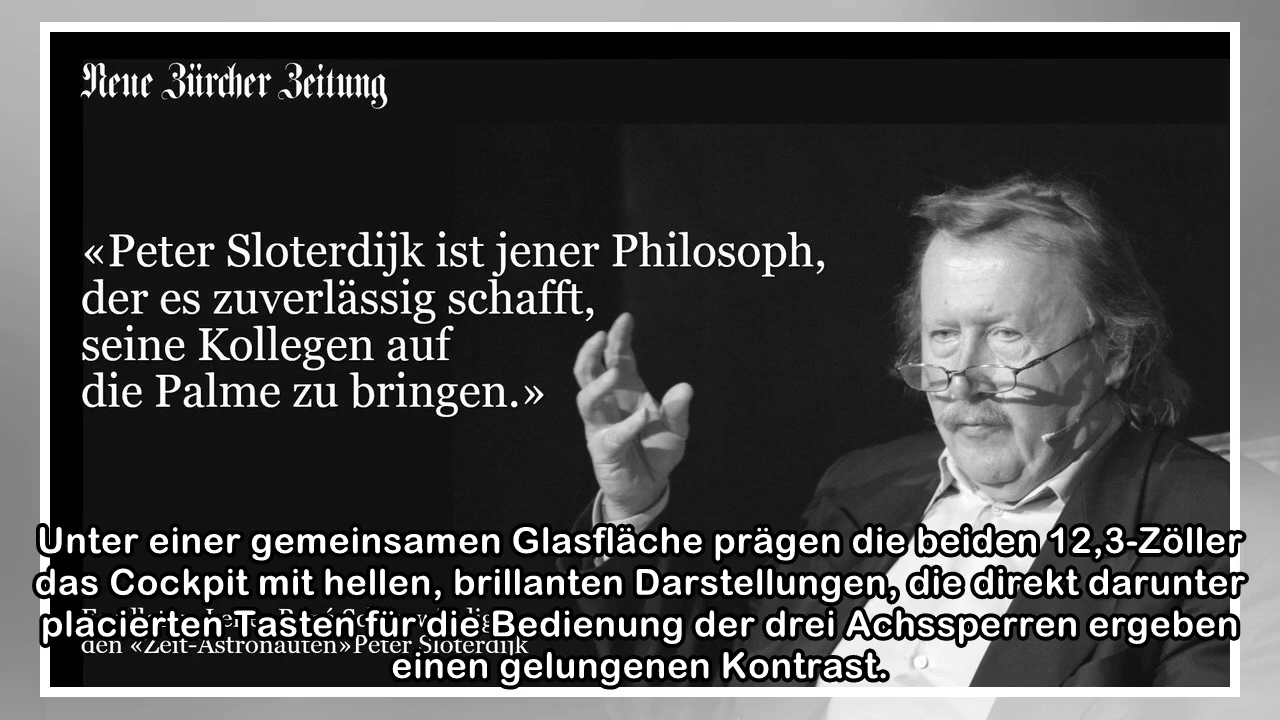 Neue Zürcher Zeitung
«Peter Sloterdijk ist jener Philosoph,
der es zuverlässig schafft,
seine Kollegen auf
die Palme zu bringen.»
Unter einer gemeinsamen Glasfläche prägen die beiden 12,3-Zöller
das Cockpit mit hellen, brillanten Darstellungen, die direkt darunter
placierten Tasten für die Bedienung der drei Achssperren ergeben
den «Zeit-Astronauten»Peter Sloterdijk
einen gelungenen Kontrast.